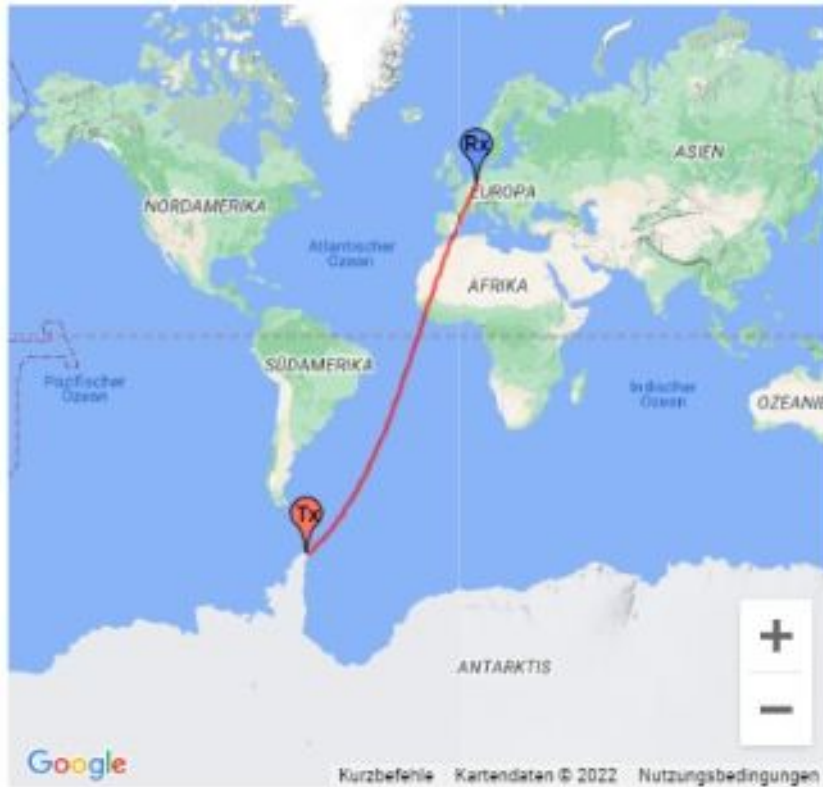 Rx
ASIEN
EUROPA
NORDAMERIKA
Atlantischer
Ozean
AFRIKA
SÜDAMERIKA
Pazifischer
Ozean
Indischer
Ozean
OZEANIE
Tx
+
−
ANTARKTIS
Google
Kurzbefehle Kartendaten © 2022 Nutzungsbedingungen